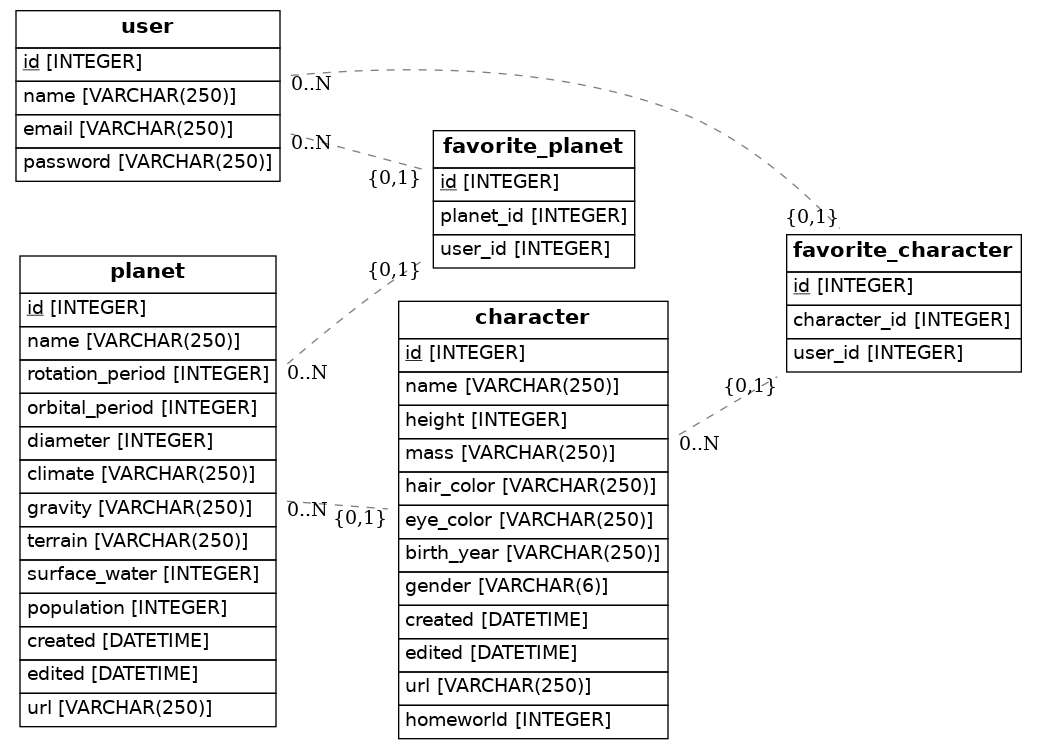 user
id [INTEGER]
name [VARCHAR(250)]
email [VARCHAR(250)]
password [VARCHAR(250)]
0..N
0..N
{0,1}
favorite_planet
id [INTEGER]
planet_id [INTEGER]
user_id [INTEGER]
{0,1}
{0,1}
favorite_character
id [INTEGER]
character_id [INTEGER]
user_id [INTEGER]
planet
id [INTEGER]
name [VARCHAR(250)]
rotation_period [INTEGER]
orbital_period [INTEGER]
diameter [INTEGER]
climate [VARCHAR(250)]
gravity [VARCHAR(250)]
terrain [VARCHAR(250)]
surface_water [INTEGER]
population [INTEGER]
created [DATETIME]
edited [DATETIME]
url [VARCHAR(250)]
0..N
0..N
{0,1}
character
id [INTEGER]
name [VARCHAR(250)]
height [INTEGER]
mass [VARCHAR(250)]
hair_color [VARCHAR(250)]
eye_color [VARCHAR(250)]
birth_year [VARCHAR(250)]
gender [VARCHAR(6)]
created [DATETIME]
edited [DATETIME]
url [VARCHAR(250)]
homeworld [INTEGER]
{0,1}
0..N